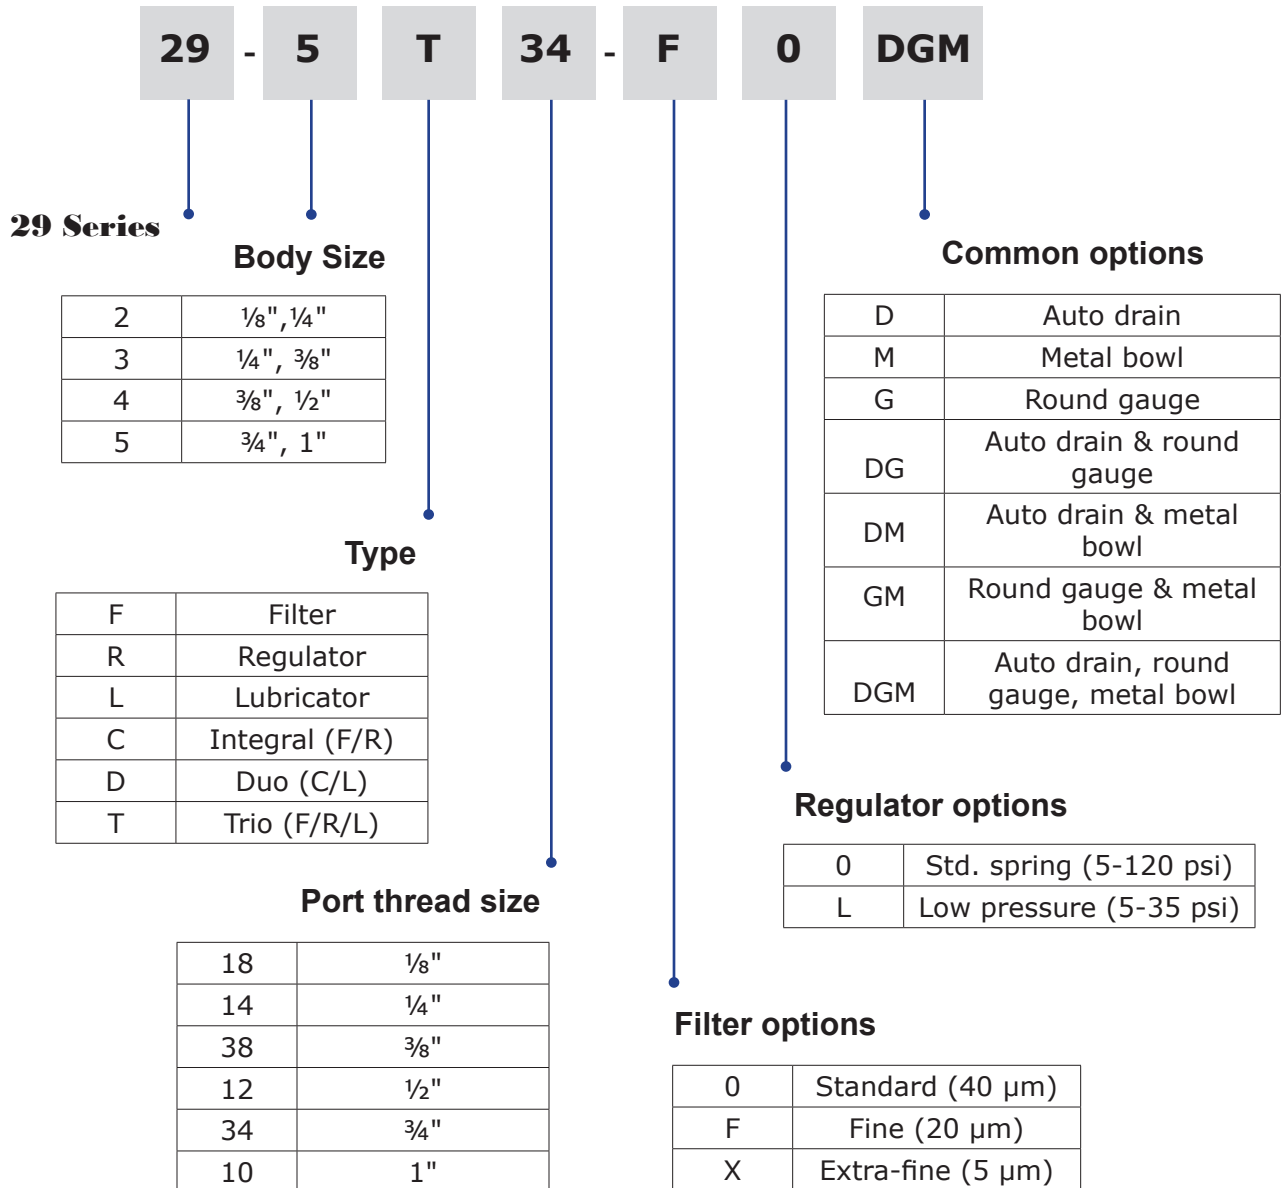 29 - 5 T 34 - F 0 DGM
29 Series
Body Size
2 ⅛",¼"
3 ¼", ⅜"
4 ⅜", ½"
5 ¾", 1"
Type
F Filter
R Regulator
L Lubricator
C Integral (F/R)
D Duo (C/L)
T Trio (F/R/L)
Port thread size
18 ⅛"
14 ¼"
38 ⅜"
12 ½"
34 ¾"
10 1"
Common options
D Auto drain
M Metal bowl
G Round gauge
DG Auto drain & round
gauge
DM Auto drain & metal
bowl
GM Round gauge & metal
bowl
DGM Auto drain, round
gauge, metal bowl
Regulator options
0 Std. spring (5-120 psi)
L Low pressure (5-35 psi)
Filter options
0 Standard (40 µm)
F Fine (20 µm)
X Extra-fine (5 µm)